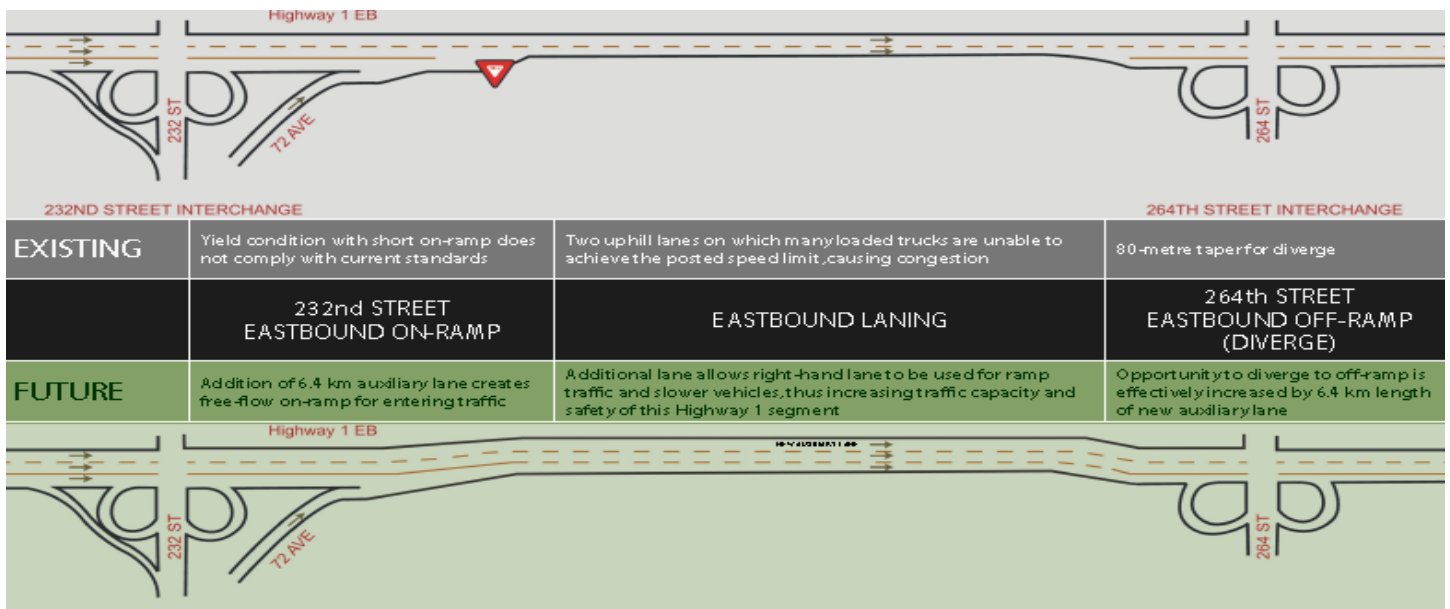 Highway 1 EB
232 ST
72 AVE
264 ST
232ND STREET INTERCHANGE
264TH STREET INTERCHANGE
EXISTING
Yield condition with short on-ramp does
not comply with current standards
Two uphill lanes on which many loaded trucks are unable to
achieve the posted speed limit, causing congestion
80-metre taper for diverge
232nd STREET
EASTBOUND ON-RAMP
EASTBOUND LANING
264th STREET
EASTBOUND OFF-RAMP
(DIVERGE)
FUTURE
Addition of 6.4 km auxiliary lane creates
free-flow on-ramp for entering traffic
Additional lane allows right-hand lane to be used for ramp
traffic and slower vehicles, thus increasing traffic capacity and
safety of this Highway 1 segment
Opportunity to diverge to off-ramp is
effectively increased by 6.4 km length
of new auxiliary lane
Highway 1 EB
232 ST
72 AVE
264 ST